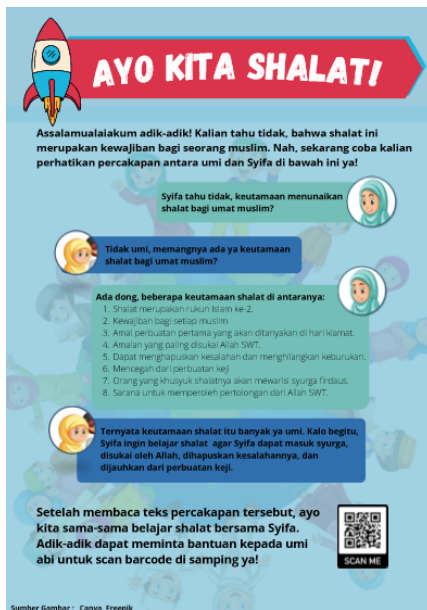 AYO KITA SHALAT!
Assalamualaiakum adik-adik! Kalian tahu tidak, bahwa shalat ini
merupakan kewajiban bagi seorang muslim. Nah, sekarang coba kalian
perhatikan percakapan antara umi dan Syifa di bawah ini ya!
Syifa tahu tidak, keutamaan menunaikan
shalat bagi umat muslim?
Tidak umi, memangnya ada ya keutamaan
shalat bagi umat muslim?
Ada dong, beberapa keutamaan shalat di antaranya:
1. Shalat merupakan rukun Islam ke-2.
2. Kewajiban bagi setiap muslim
3. Amal perbuatan pertama yang akan ditanyakan di hari kiamat.
4. Amalan yang paling disukai Allah SWT.
5. Dapat menghapuskan kesalahan dan menghilangkan keburukan.
6. Mencegah dari perbuatan keji
7. Orang yang khusyuk shalatnya akan mewarisi syurga firdaus.
8. Sarana untuk memperoleh pertolongan dari Allah SWT.
Ternyata keutamaan shalat itu banyak ya umi. Kalo begitu,
Syifa ingin belajar shalat agar Syifa dapat masuk syurga,
disukai oleh Allah, dihapuskan kesalahannya, dan
dijauhkan dari perbuatan keji.
Setelah membaca teks percakapan tersebut, ayo
kita sama-sama belajar shalat bersama Syifa.
Adik-adik dapat meminta bantuan kepada umi
abi untuk scan barcode di samping ya!
SCAN ME
Sumber Gambar : Canva, Freepik